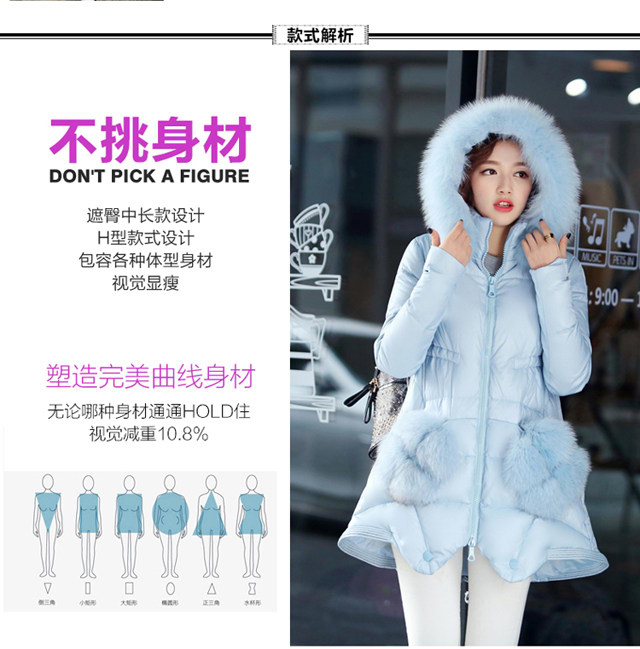 款式解析
不挑身材
DON'T PICK A FIGURE
遮臀中长款设计
H型款式设计
包容各种体型身材
视觉显瘦
塑造完美曲线身材
无论哪种身材通通HOLD住
视觉减重10.8%
倒三角 小矩形 大矩形 椭圆形 正三角 水杯形
MUSIC
PETS IN
:9:00 — 1